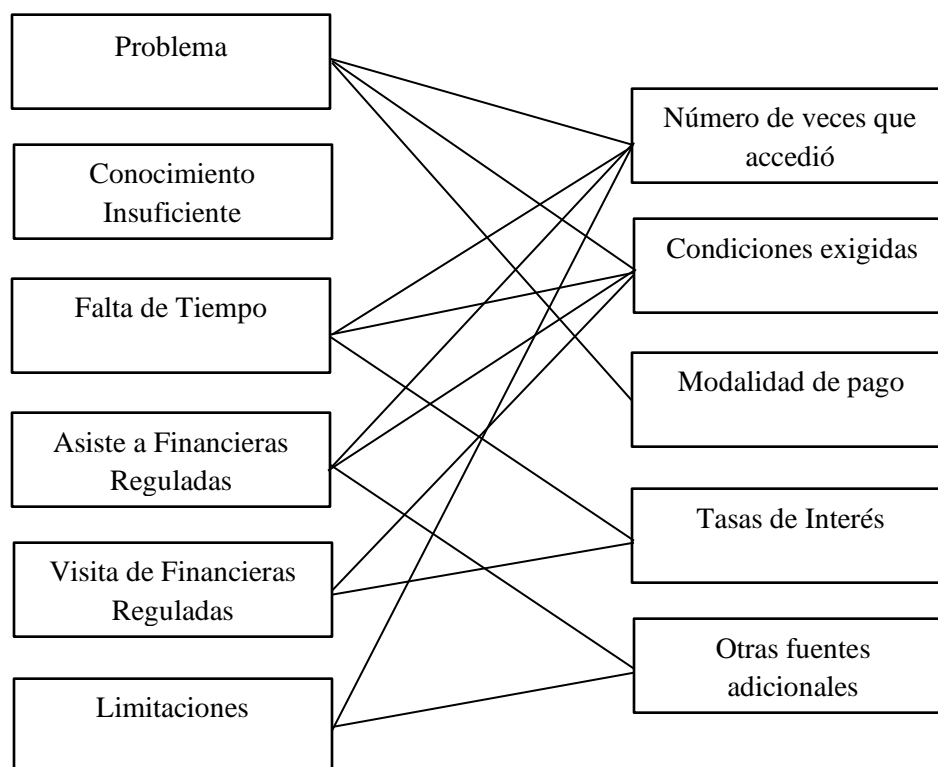 Problema
Conocimiento
Insuficiente
Falta de Tiempo
Asiste a Financieras
Reguladas
Visita de Financieras
Reguladas
Limitaciones
Número de veces que
accedió
Condiciones exigidas
Modalidad de pago
Tasas de Interés
Otras fuentes
adicionales